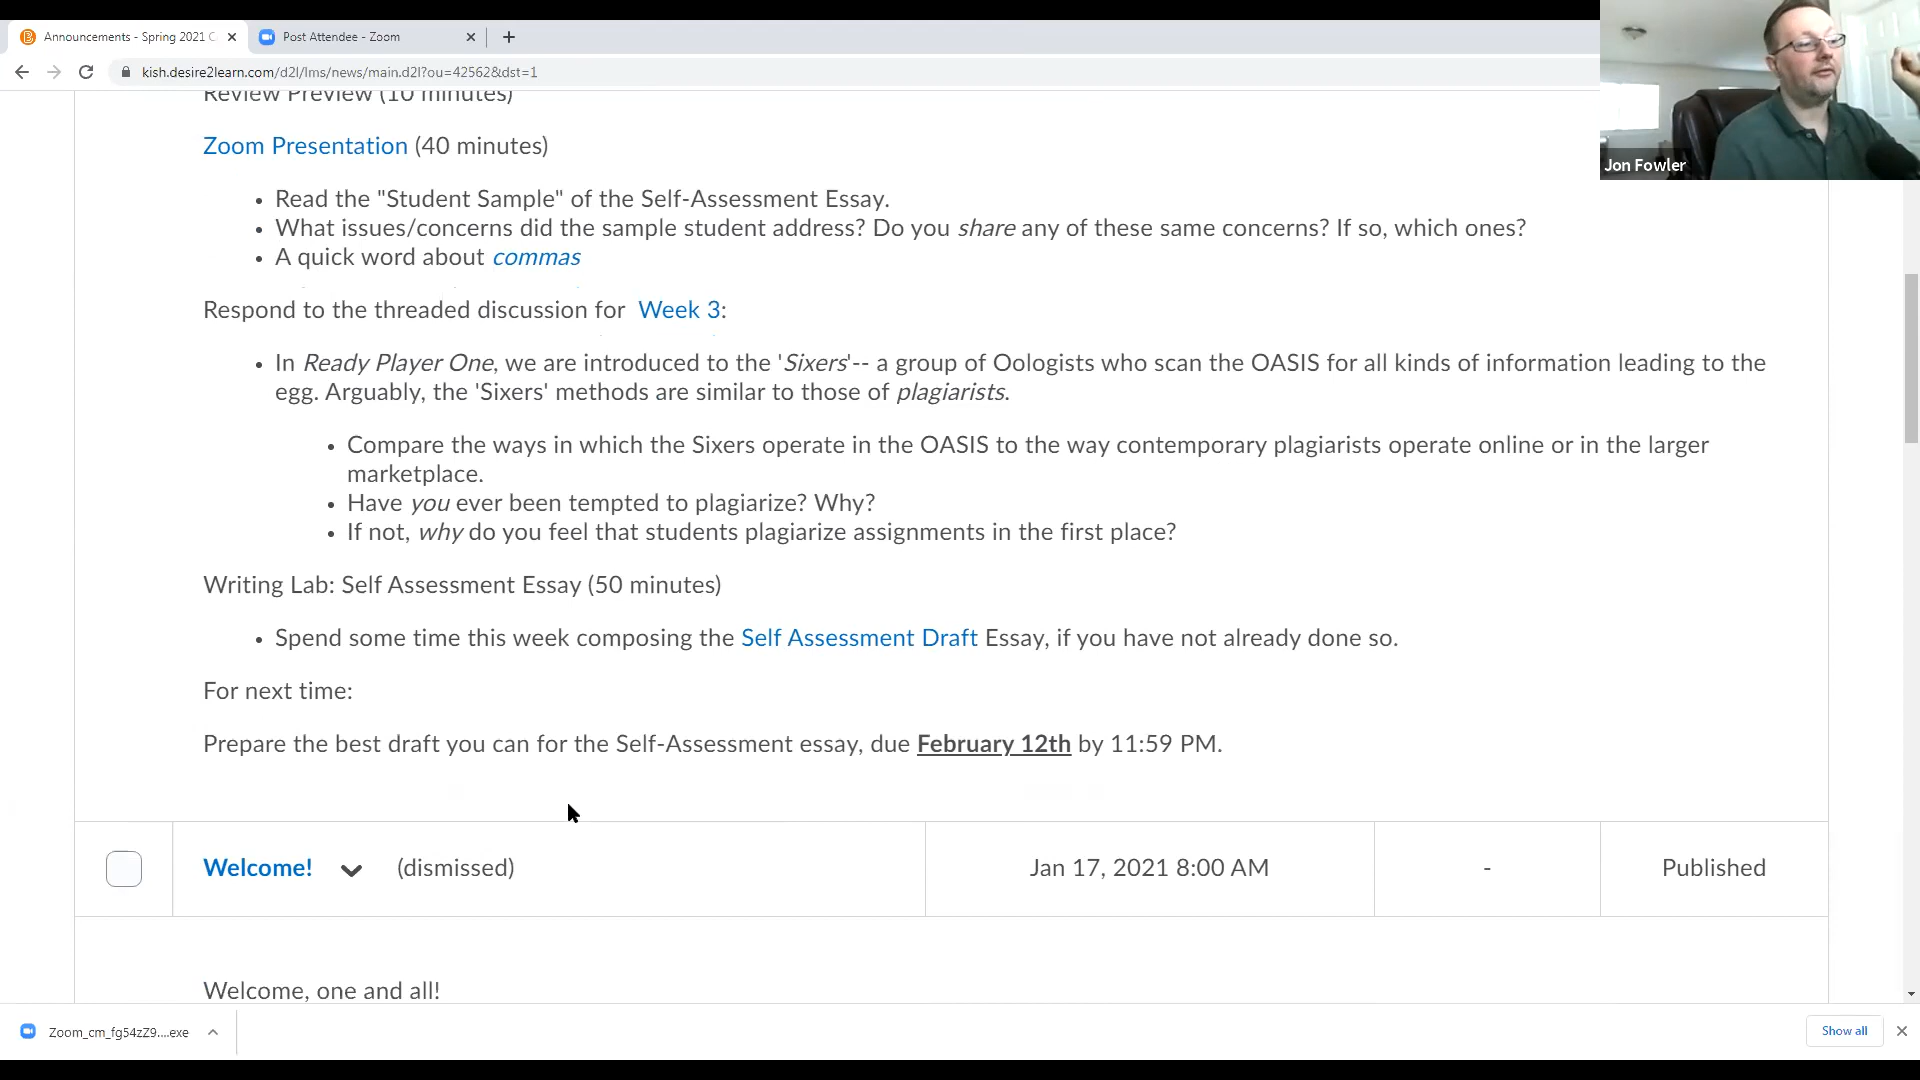 Announcements - Spring 2021 C
Post Attendee - Zoom
kish.desire2learn.com/d2l/lms/news/main.d2l?ou=42562&dst=1
Jon Fowler
Review Preview (10 minutes)
Zoom Presentation (40 minutes)
• Read the "Student Sample" of the Self-Assessment Essay.
• What issues/concerns did the sample student address? Do you share any of these same concerns? If so, which ones?
• A quick word about commas
Respond to the threaded discussion for Week 3:
• In Ready Player One, we are introduced to the 'Sixers'-- a group of Oologists who scan the OASIS for all kinds of information leading to the
egg. Arguably, the 'Sixers' methods are similar to those of plagiarists.
• Compare the ways in which the Sixers operate in the OASIS to the way contemporary plagiarists operate online or in the larger
marketplace.
• Have you ever been tempted to plagiarize? Why?
• If not, why do you feel that students plagiarize assignments in the first place?
Writing Lab: Self Assessment Essay (50 minutes)
• Spend some time this week composing the Self Assessment Draft Essay, if you have not already done so.
For next time:
Prepare the best draft you can for the Self-Assessment essay, due February 12th by 11:59 PM.
Welcome! (dismissed) Jan 17, 2021 8:00 AM - Published
Welcome, one and all!
Zoom_cm_fg54zZ9....exe
Show all